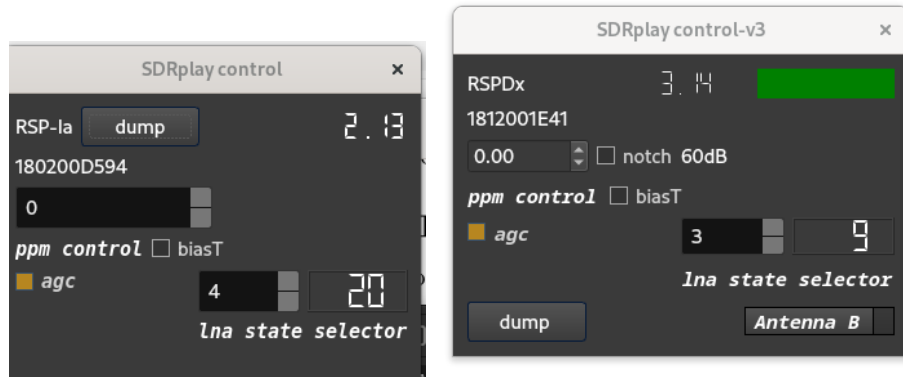 SDRplay control ×
RSP-Ia dump 2.13
180200D594
0
ppm control biasT
agc
4 20
lna state selector
SDRplay control-v3 ×
RSPDx 3.14
1812001E41
0.00 notch 60dB
ppm control biasT
agc
3 9
lna state selector
dump Antenna B